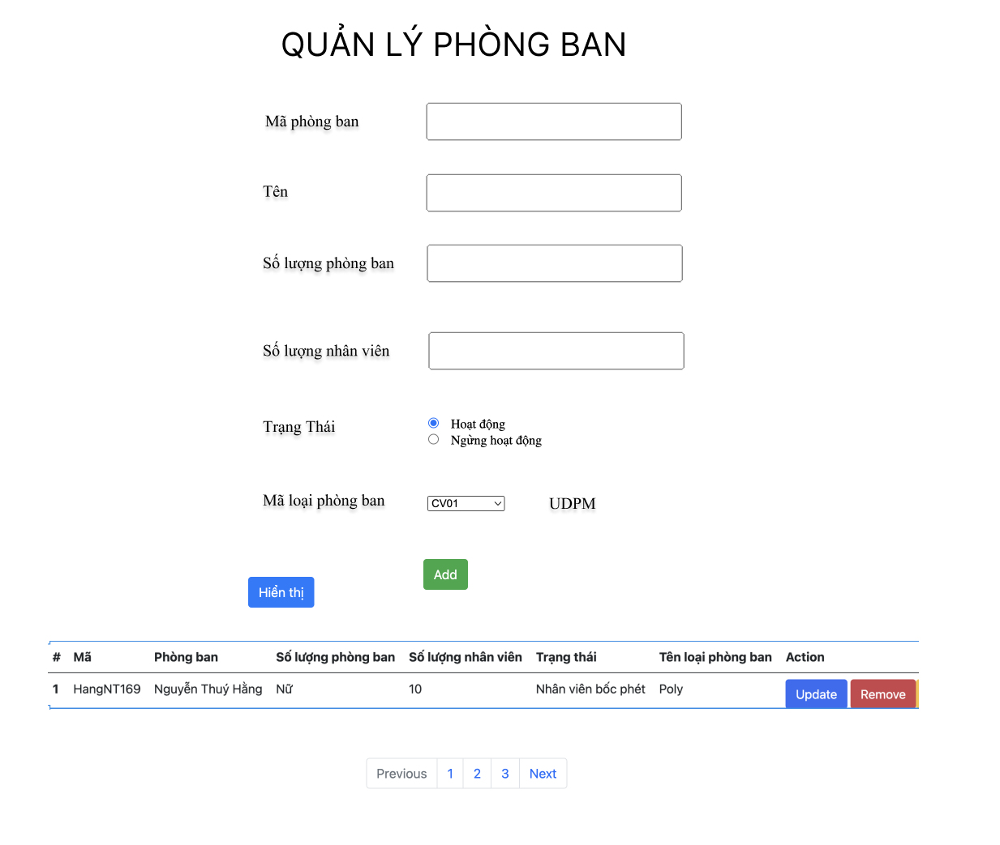 QUẢN LÝ PHÒNG BAN
Mã phòng ban
Tên
Số lượng phòng ban
Số lượng nhân viên
Trạng Thái
Hoạt động
Ngừng hoạt động
Mã loại phòng ban CV01 UDPM
Add
Hiển thị
# Mã Phòng ban Số lượng phòng ban Số lượng nhân viên Trạng thái Tên loại phòng ban Action
1 HangNT169 Nguyễn Thuý Hằng Nữ 10 Nhân viên bốc phét Poly Update Remove
Previous 1 2 3 Next